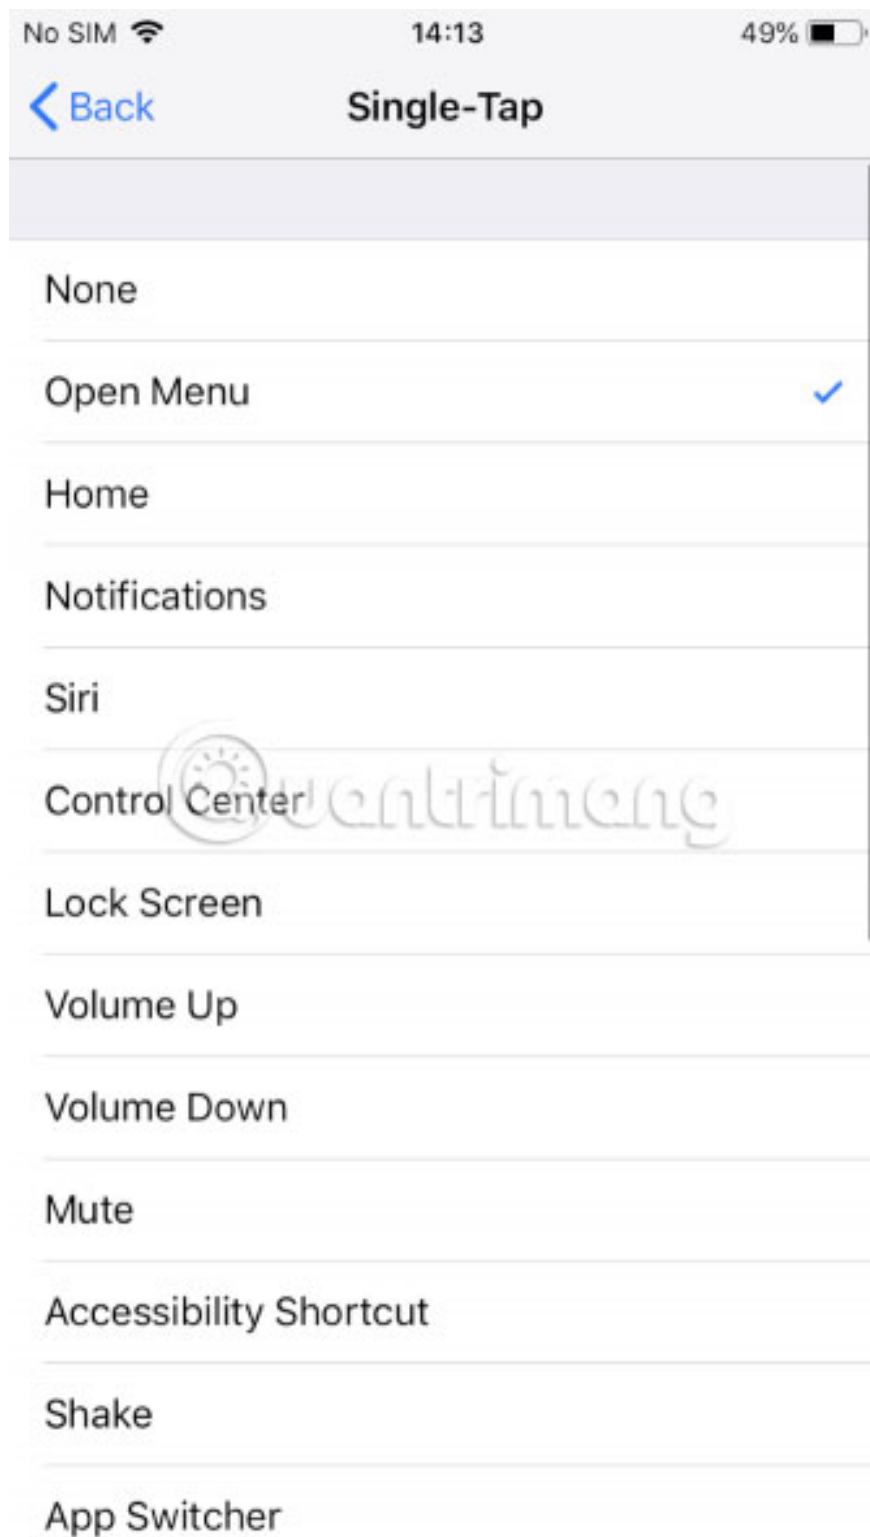 No SIM 14:13 49%
Back Single-Tap
None
Open Menu
Home
Notifications
Siri
Control Center
Quantrimang
Lock Screen
Volume Up
Volume Down
Mute
Accessibility Shortcut
Shake
App Switcher